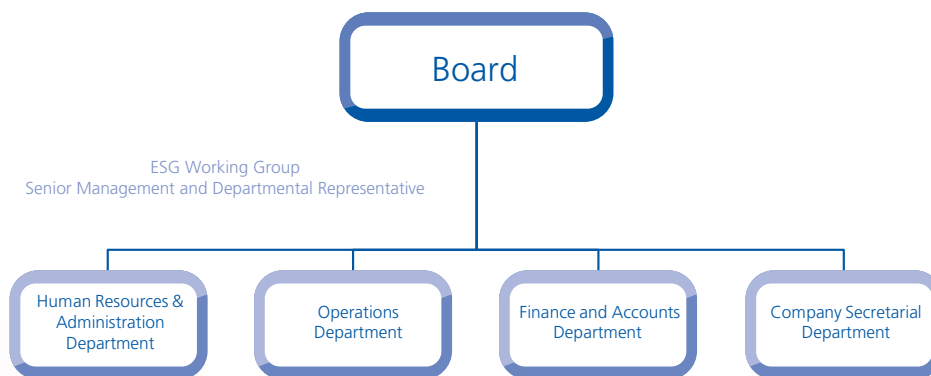 Board
ESG Working Group
Senior Management and Departmental Representative
Human Resources &
Administration
Department
Operations
Department
Finance and Accounts
Department
Company Secretarial
Department